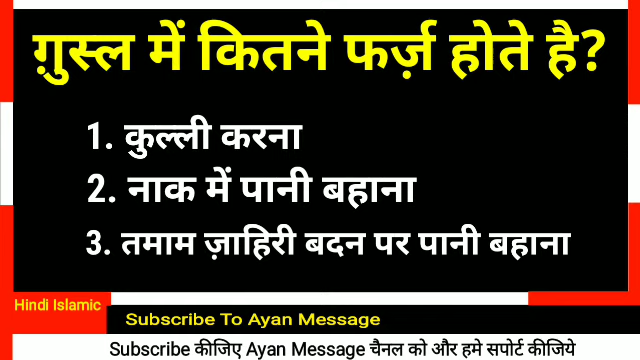 ग़ुस्ल में कितने फर्ज़ होते है?
1. कुल्ली करना
2. नाक में पानी बहाना
3. तमाम ज़ाहिरी बदन पर पानी बहाना
Hindi Islamic
Subscribe To Ayan Message
Subscribe कीजिए Ayan Message चैनल को और हमे सपोर्ट कीजिये